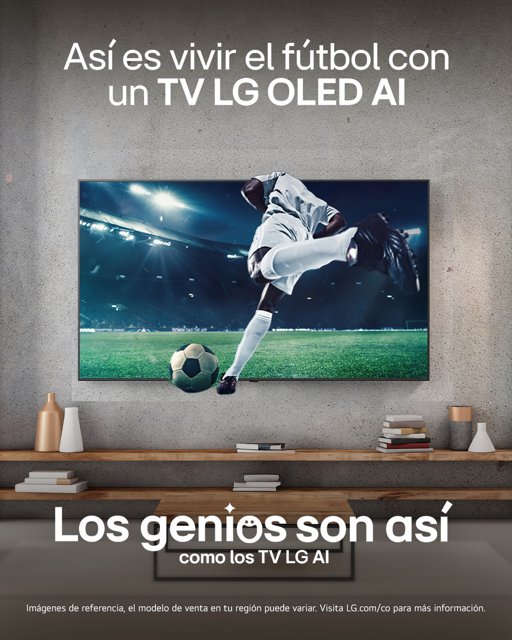 Así es vivir el fútbol con
un TV LG OLED AI
Los genios son así
como los TV LG AI
Imágenes de referencia, el modelo de venta en tu región puede variar. Visita LG.com/co para más información.